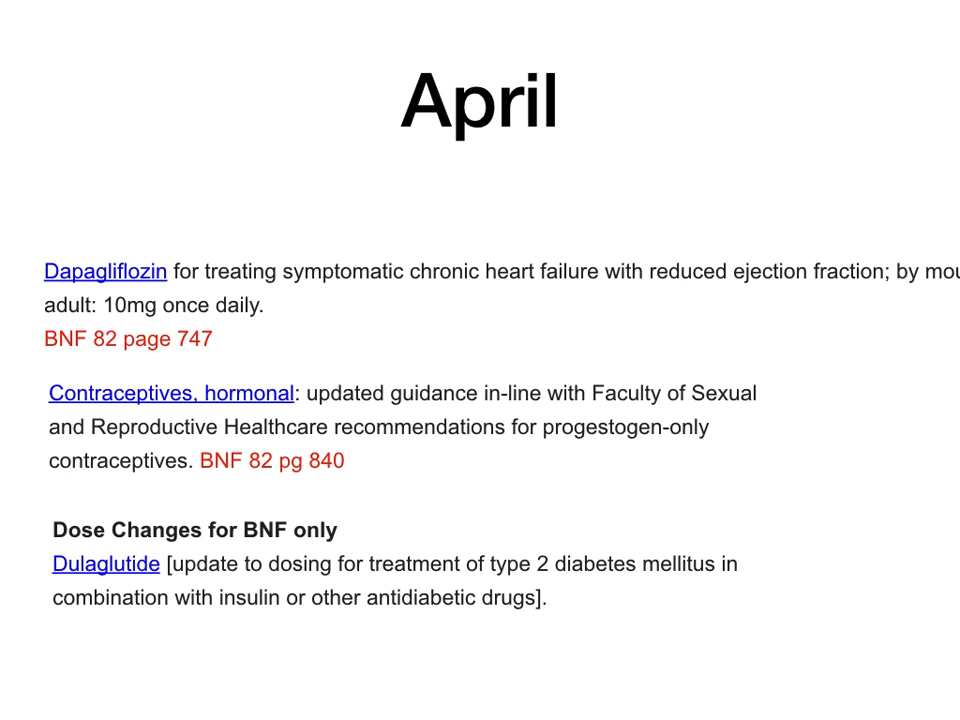 April
Dapagliflozin for treating symptomatic chronic heart failure with reduced ejection fraction; by
adult: 10mg once daily.
BNF 82 page 747
Contraceptives, hormonal: updated guidance in-line with Faculty of Sexual
and Reproductive Healthcare recommendations for progestogen-only
contraceptives. BNF 82 pg 840
Dose Changes for BNF only
Dulaglutide [update to dosing for treatment of type 2 diabetes mellitus in
combination with insulin or other antidiabetic drugs].